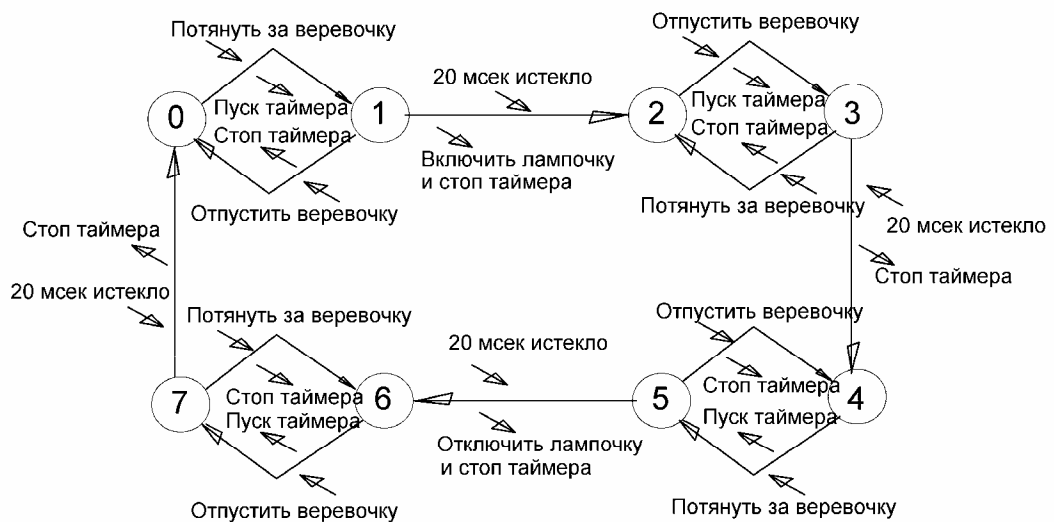 Потянуть за веревочку
Отпустить веревочку
20 мсек истекло
0
1
2
3
Пуск таймера
Стоп таймера
Пуск таймера
Стоп таймера
Включить лампочку
и стоп таймера
Отпустить веревочку
Потянуть за веревочку
20 мсек истекло
Стоп таймера
Стоп таймера
20 мсек истекло
Потянуть за веревочку
Отпустить веревочку
20 мсек истекло
7
6
5
4
Стоп таймера
Пуск таймера
Стоп таймера
Пуск таймера
Отключить лампочку
и стоп таймера
Отпустить веревочку
Потянуть за веревочку